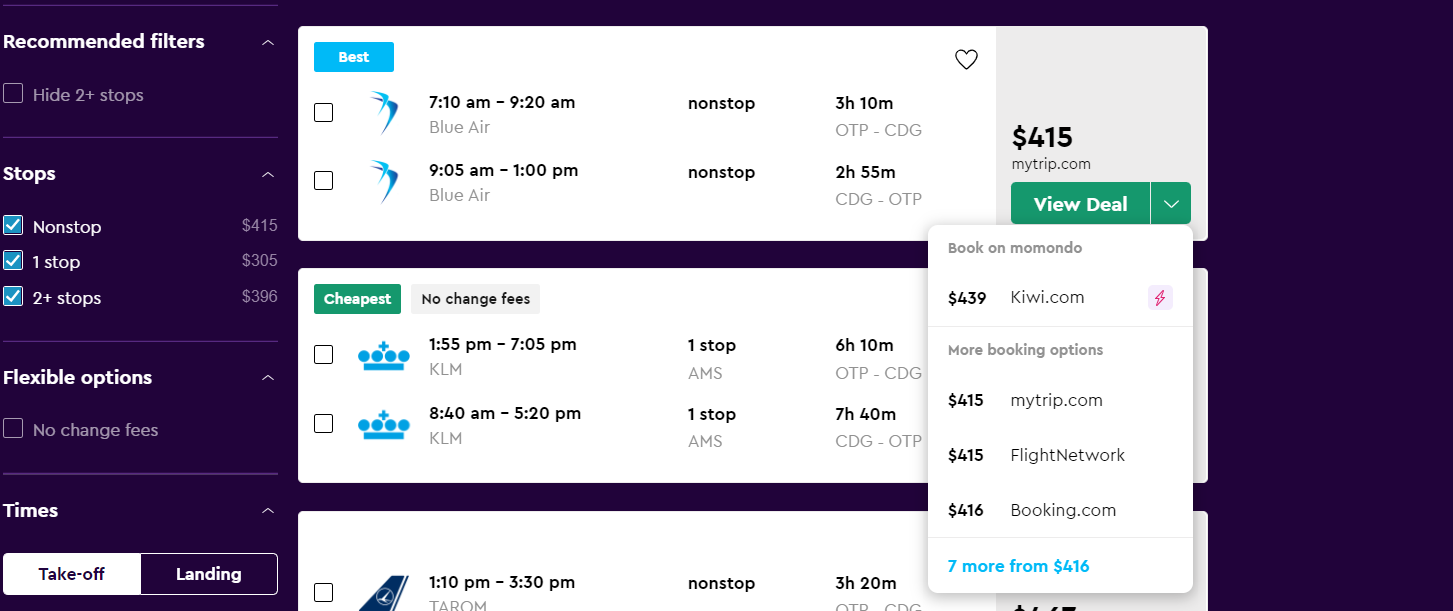 Recommended filters
Hide 2+ stops
Stops
Nonstop $415
1 stop $305
2+ stops $396
Flexible options
No change fees
Times
Take-off Landing
Best
7:10 am – 9:20 am nonstop 3h 10m
Blue Air OTP - CDG
9:05 am – 1:00 pm nonstop 2h 55m
Blue Air CDG - OTP
$415
mytrip.com
View Deal
Book on momondo
$439 Kiwi.com
More booking options
$415 mytrip.com
$415 FlightNetwork
$416 Booking.com
7 more from $416
Cheapest No change fees
1:55 pm – 7:05 pm 1 stop 6h 10m
KLM AMS OTP - CDG
8:40 am – 5:20 pm 1 stop 7h 40m
KLM AMS CDG - OTP
1:10 pm – 3:30 pm nonstop 3h 20m
TAROM OTP - CDG